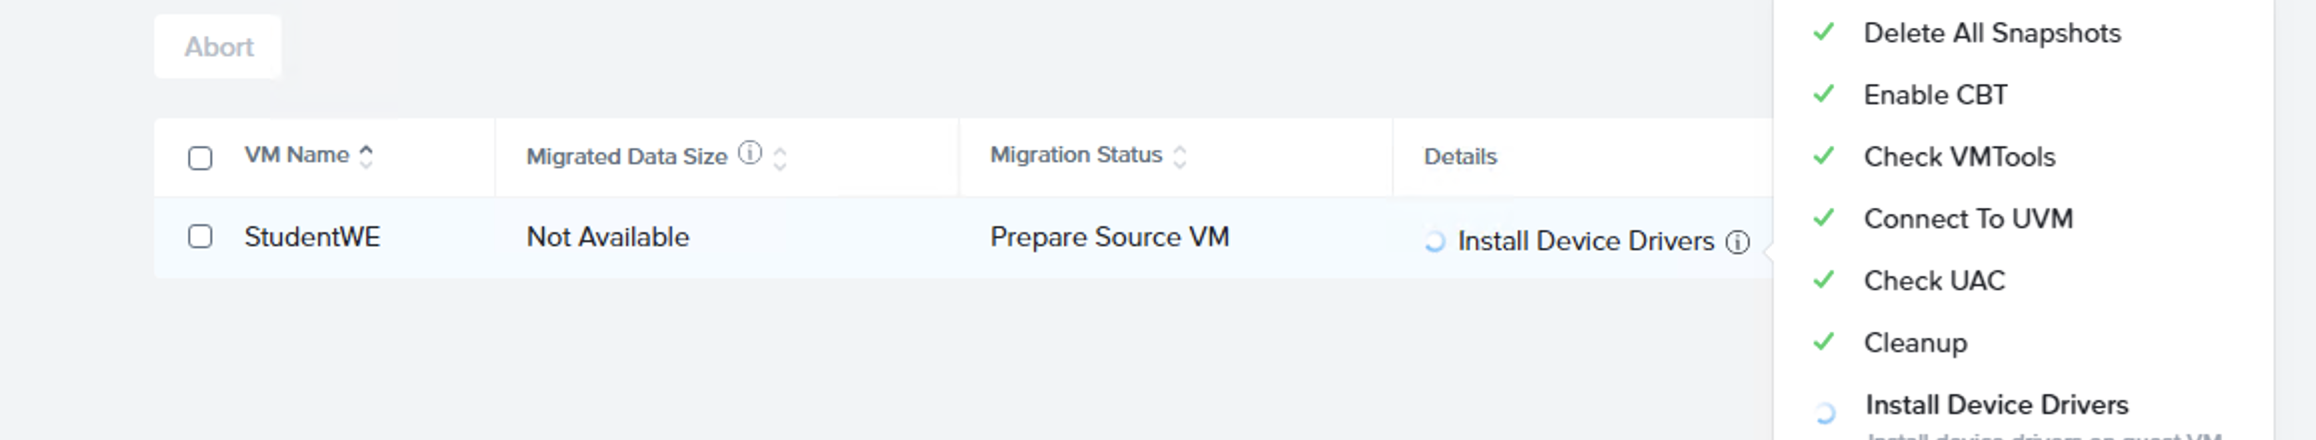 Abort
VM Name
Migrated Data Size
Migration Status
Details
StudentWE
Not Available
Prepare Source VM
Install Device Drivers
Delete All Snapshots
Enable CBT
Check VMTools
Connect To UVM
Check UAC
Cleanup
Install Device Drivers